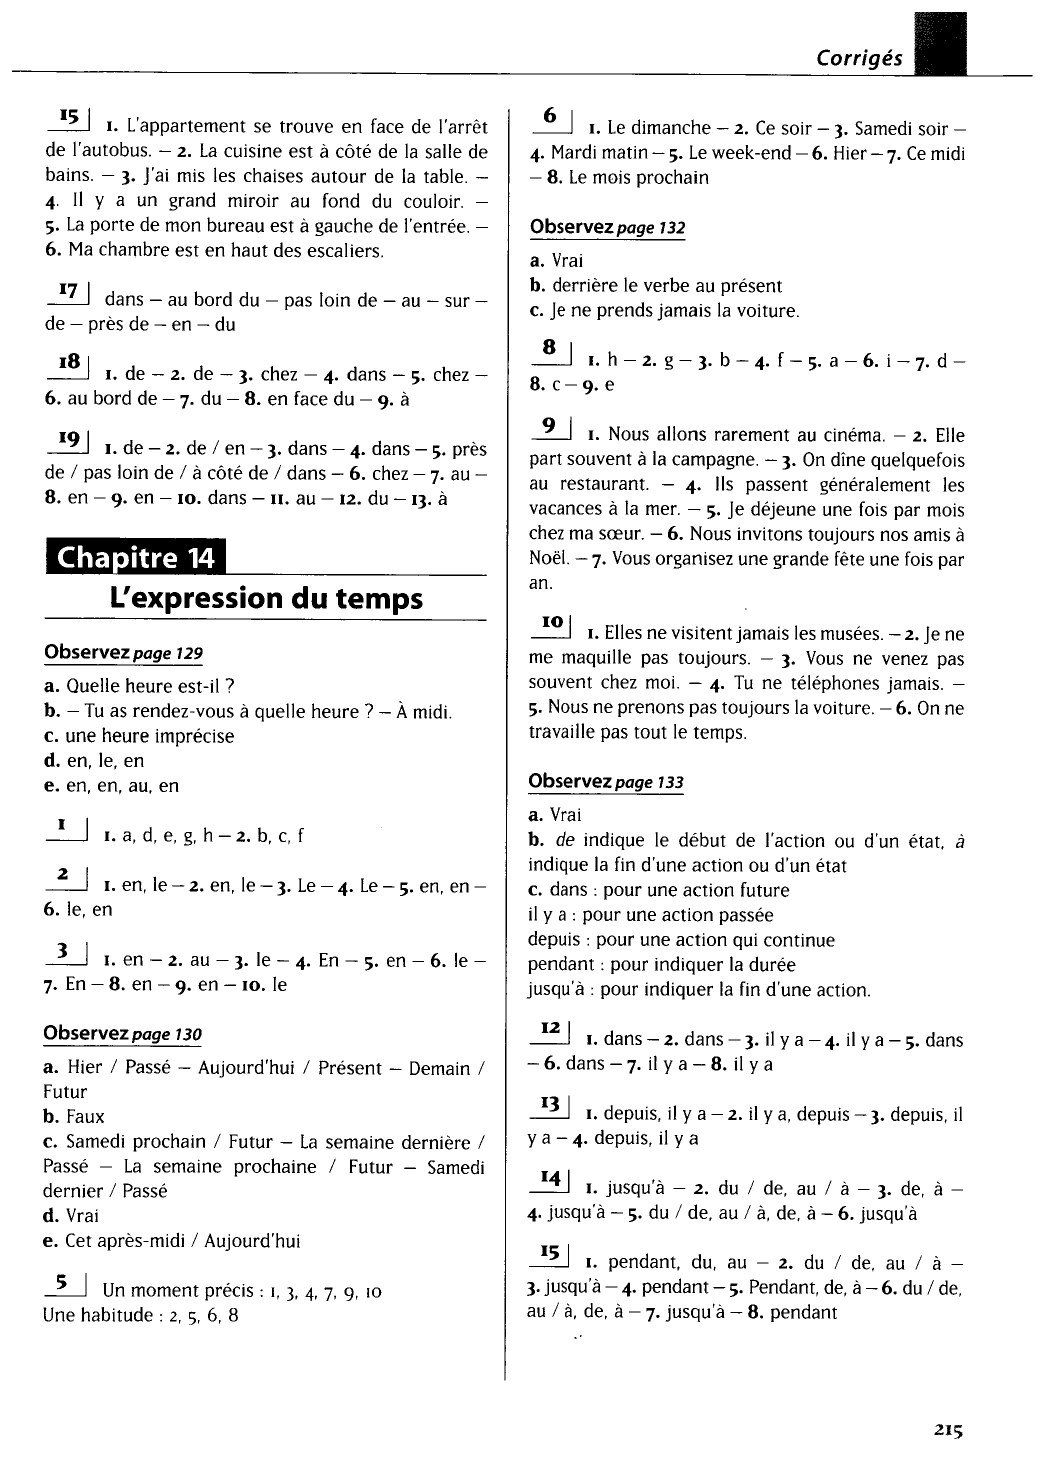 Corrigés
15 1. L'appartement se trouve en face de l'arrêt
de l'autobus. – 2. La cuisine est à côté de la salle de
bains. – 3. J'ai mis les chaises autour de la table. –
4. Il y a un grand miroir au fond du couloir. –
5. La porte de mon bureau est à gauche de l'entrée. –
6. Ma chambre est en haut des escaliers.
17 dans – au bord du – pas loin de – au – sur –
de – près de – en – du
18 1. de – 2. de – 3. chez – 4. dans – 5. chez –
6. au bord de – 7. du – 8. en face du – 9. à
19 1. de – 2. de / en – 3. dans – 4. dans – 5. près
de / pas loin de / à côté de / dans – 6. chez – 7. au –
8. en – 9. en – 10. dans – 11. au – 12. du – 13. à
Chapitre 14
L'expression du temps
Observez page 129
a. Quelle heure est-il ?
b. – Tu as rendez-vous à quelle heure ? – À midi.
c. une heure imprécise
d. en, le, en
e. en, en, au, en
1 1. a, d, e, g, h – 2. b, c, f
2 1. en, le – 2. en, le – 3. Le – 4. Le – 5. en, en –
6. le, en
3 1. en – 2. au – 3. le – 4. En – 5. en – 6. le –
7. En – 8. en – 9. en – 10. le
Observez page 130
a. Hier / Passé – Aujourd'hui / Présent – Demain /
Futur
b. Faux
c. Samedi prochain / Futur – La semaine dernière /
Passé – La semaine prochaine / Futur – Samedi
dernier / Passé
d. Vrai
e. Cet après-midi / Aujourd'hui
5 Un moment précis : 1, 3, 4, 7, 9, 10
Une habitude : 2, 5, 6, 8
6 1. Le dimanche – 2. Ce soir – 3. Samedi soir –
4. Mardi matin – 5. Le week-end – 6. Hier – 7. Ce midi
– 8. Le mois prochain
Observez page 132
a. Vrai
b. derrière le verbe au présent
c. Je ne prends jamais la voiture.
8 1. h – 2. g – 3. b – 4. f – 5. a – 6. i – 7. d –
8. c – 9. e
9 1. Nous allons rarement au cinéma. – 2. Elle
part souvent à la campagne. – 3. On dîne quelquefois
au restaurant. – 4. Ils passent généralement les
vacances à la mer. – 5. Je déjeune une fois par mois
chez ma sœur. – 6. Nous invitons toujours nos amis à
Noël. – 7. Vous organisez une grande fête une fois par
an.
10 1. Elles ne visitent jamais les musées. – 2. Je ne
me maquille pas toujours. – 3. Vous ne venez pas
souvent chez moi. – 4. Tu ne téléphones jamais. –
5. Nous ne prenons pas toujours la voiture. – 6. On ne
travaille pas tout le temps.
Observez page 133
a. Vrai
b. de indique le début de l'action ou d'un état, à
indique la fin d'une action ou d'un état
c. dans : pour une action future
il y a : pour une action passée
depuis : pour une action qui continue
pendant : pour indiquer la durée
jusqu'à : pour indiquer la fin d'une action.
12 1. dans – 2. dans – 3. il y a – 4. il y a – 5. dans
– 6. dans – 7. il y a – 8. il y a
13 1. depuis, il y a – 2. il y a, depuis – 3. depuis, il
y a – 4. depuis, il y a
14 1. jusqu'à – 2. du / de, au / à – 3. de, à –
4. jusqu'à – 5. du / de, au / à, de, à – 6. jusqu'à
15 1. pendant, du, au – 2. du / de, au / à –
3. jusqu'à – 4. pendant – 5. Pendant, de, à – 6. du / de,
au / à, de, à – 7. jusqu'à – 8. pendant
215